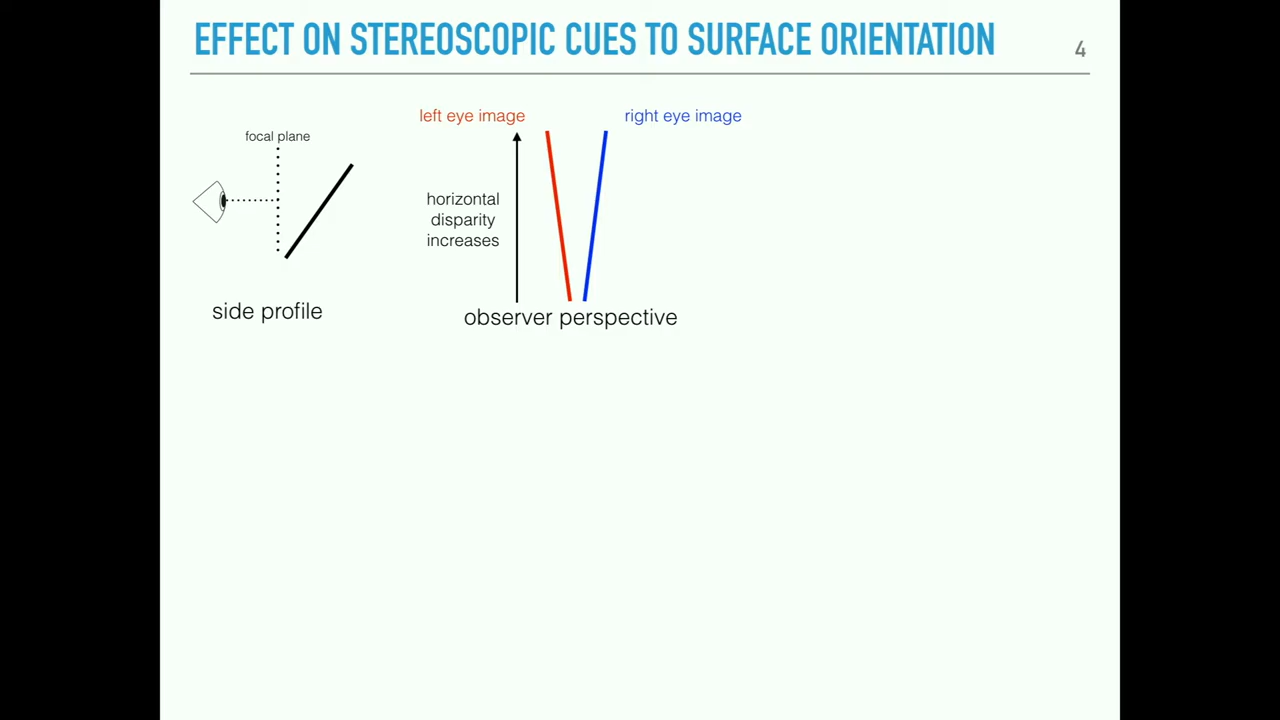 EFFECT ON STEREOSCOPIC CUES TO SURFACE ORIENTATION
4
focal plane
side profile
left eye image
right eye image
horizontal
disparity
increases
observer perspective